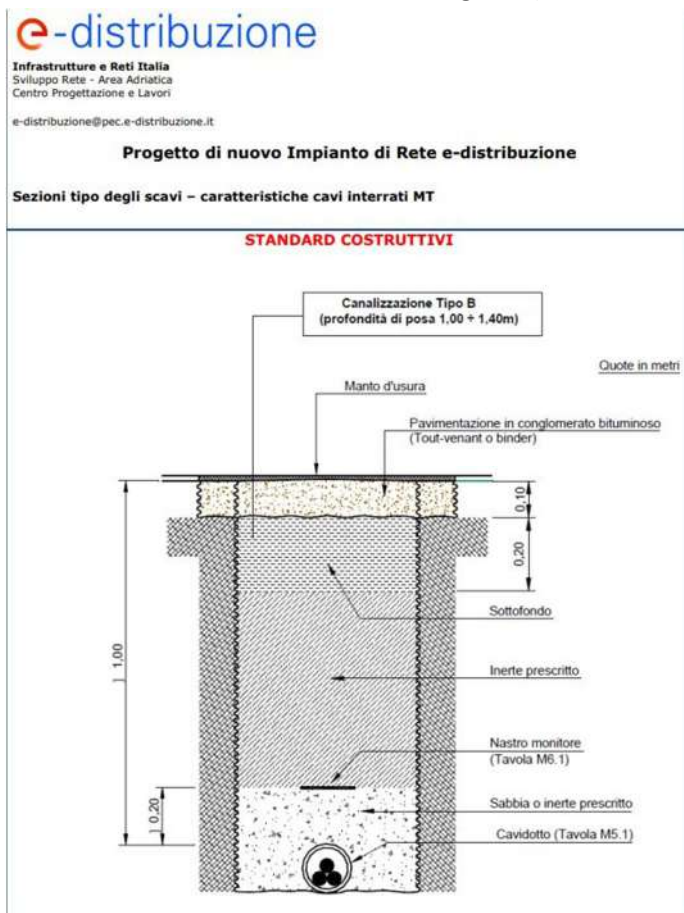 e-distribuzione
Infrastrutture e Reti Italia
Sviluppo Rete - Area Adriatica
Centro Progettazione e Lavori
e-distribuzione@pec.e-distribuzione.it
Progetto di nuovo Impianto di Rete e-distribuzione
Sezioni tipo degli scavi – caratteristiche cavi interrati MT
STANDARD COSTRUTTIVI
Canalizzazione Tipo B
(profondità di posa 1,00 ÷ 1,40m)
Quote in metri
Manto d'usura
Pavimentazione in conglomerato bituminoso
(Tout-venant o binder)
0,10
0,20
Sottofondo
] 1,00
Inerte prescritto
Nastro monitore
(Tavola M6.1)
] 0,20
Sabbia o inerte prescritto
Cavidotto (Tavola M5.1)